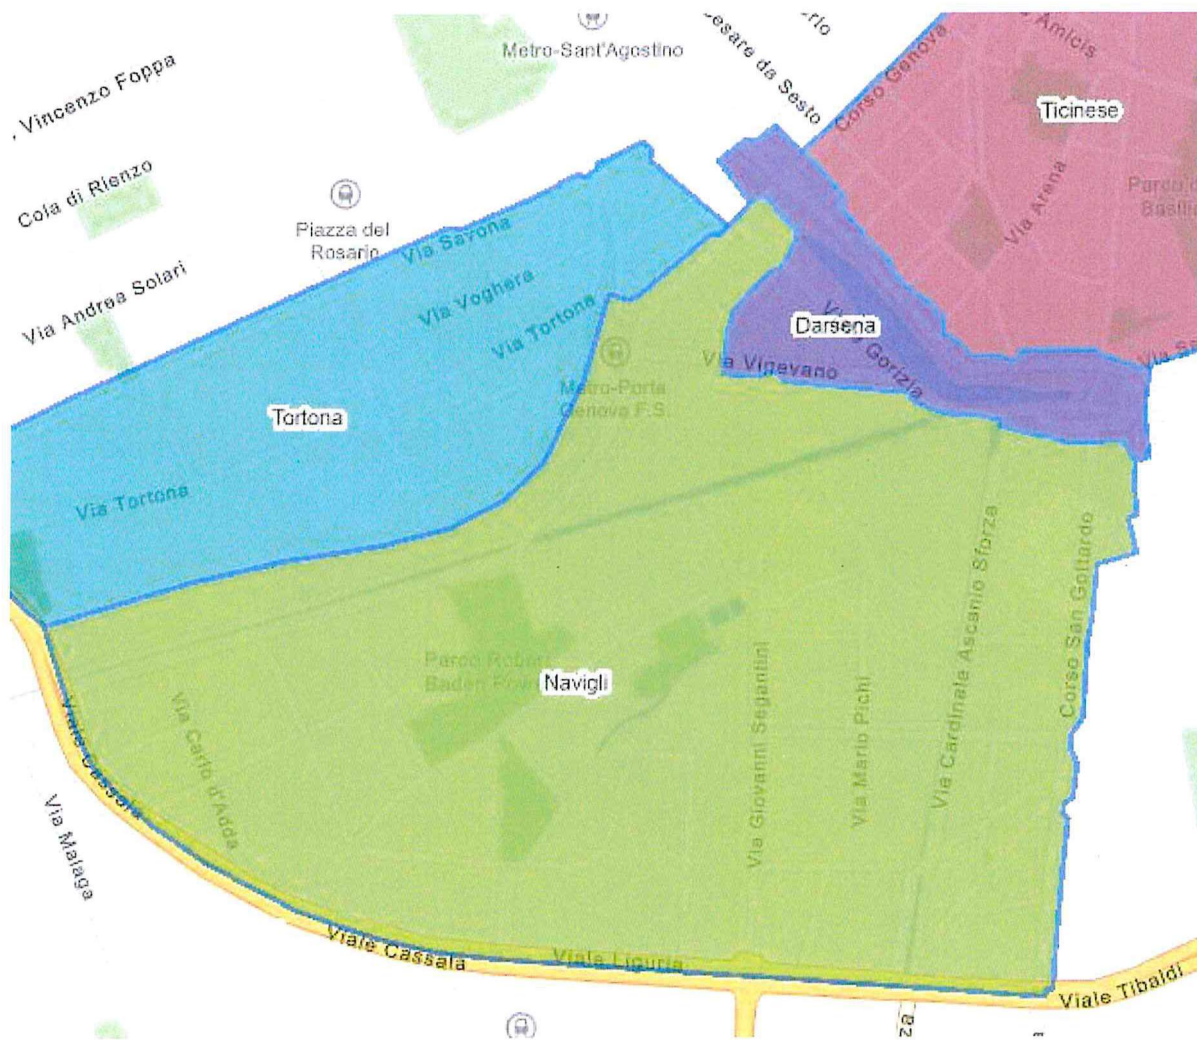 Cesare da Sesto
Corso Genova
Amicis
Metro-Sant'Agostino
Vincenzo Foppa
Ticinese
Cola di Rienzo
Via Arena
Piazza del
Rosario
Via Savona
Via Andrea Solari
Via Voghera
Via Tortona
Darsena
Gorizia
Via Vigevano
Metro-Porta
Genova F.S.
Tortona
Via Tortona
Via Cardinale Ascanio Sforza
Corso San Gottardo
Parco
Baden
Navigli
Via Giovanni Segantini
Via Mario Pichi
Via Carlo d'Adda
Viale Cassala
Via Malaga
Viale Cassala
Viale Liguria
Viale Tibaldi